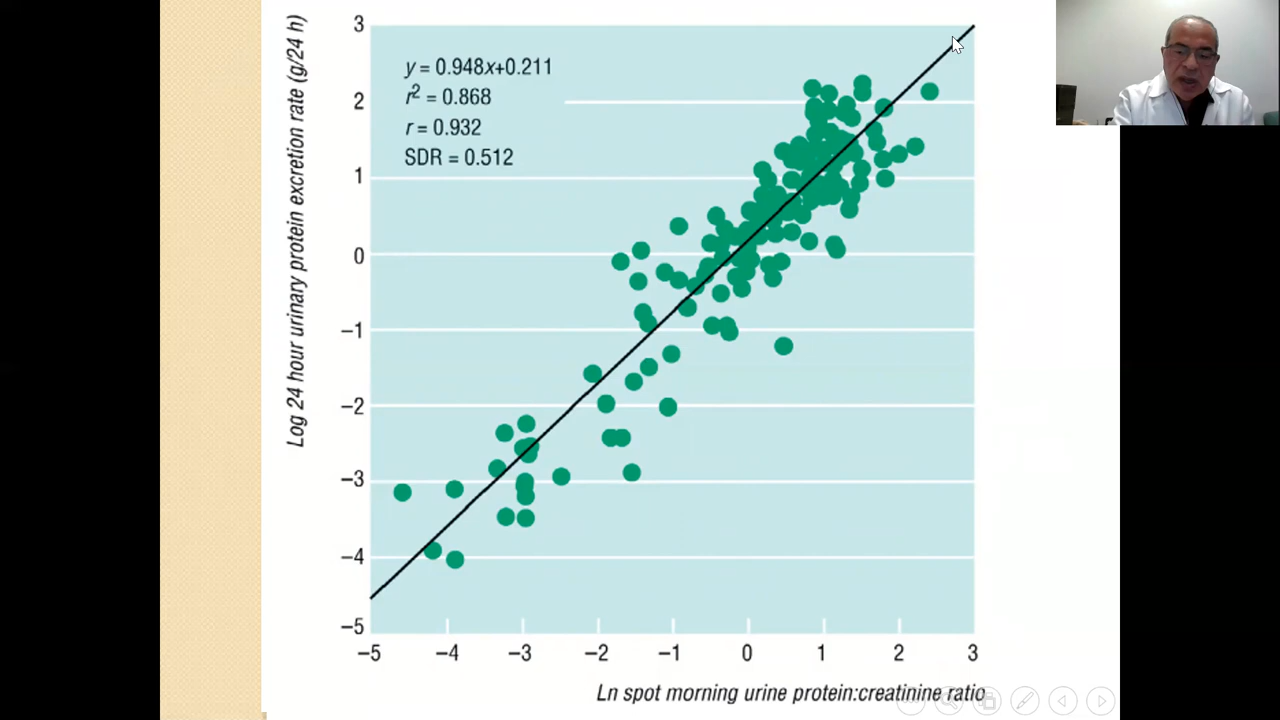 y = 0.948x+0.211
r² = 0.868
r = 0.932
SDR = 0.512
Log 24 hour urinary protein excretion rate (g/24 h)
3
2
1
0
–1
–2
–3
–4
–5
–5 –4 –3 –2 –1 0 1 2 3
Ln spot morning urine protein:creatinine ratio